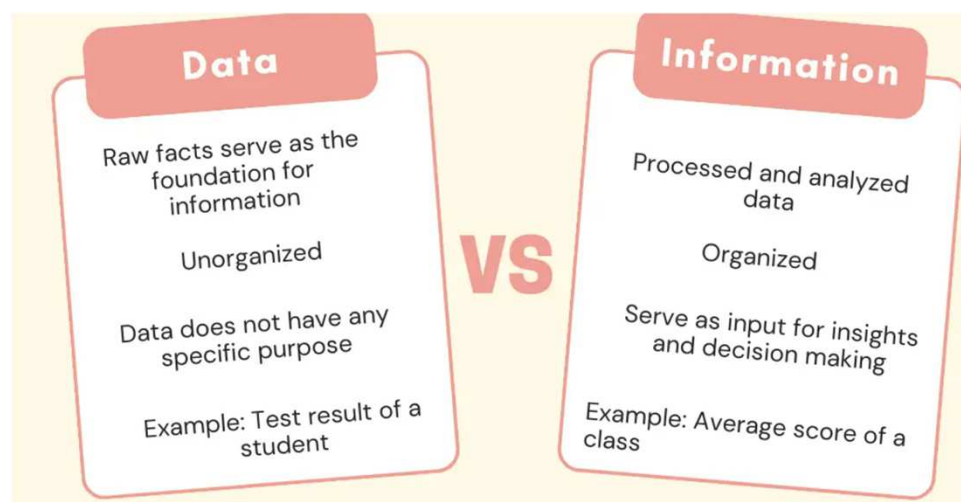 Data
Raw facts serve as the
foundation for
information
Unorganized
Data does not have any
specific purpose
Example: Test result of a
student
VS
Information
Processed and analyzed
data
Organized
Serve as input for insights
and decision making
Example: Average score of a
class